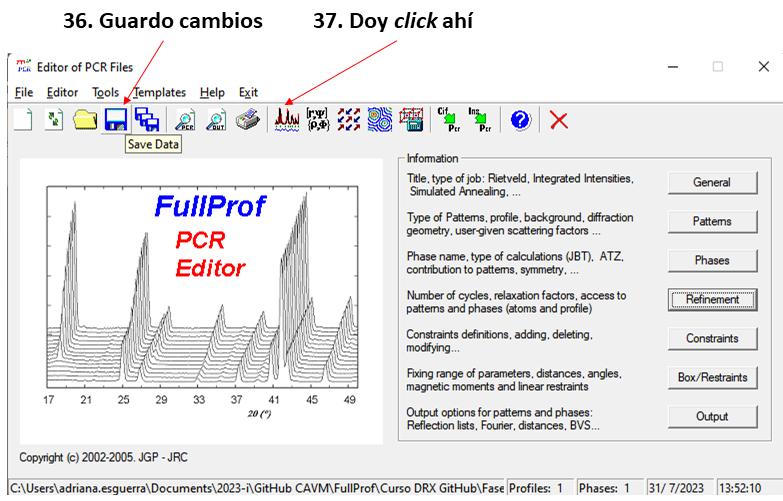 36. Guardo cambios
37. Doy click ahí
Editor of PCR Files
File Editor Tools Templates Help Exit
PCR
OUT
[r,Ψ]
(ρ,Φ)
Cif Pcr
Ins Pcr
Save Data
FullProf
PCR
Editor
17 21 25 29 33 37 41 45 49
2θ (°)
Information
Title, type of job: Rietveld, Integrated Intensities,
Simulated Annealing, ...
General
Type of Patterns, profile, background, diffraction
geometry, user-given scattering factors ...
Patterns
Phase name, type of calculations (JBT), ATZ,
contribution to patterns, symmetry, ...
Phases
Number of cycles, relaxation factors, access to
patterns and phases (atoms and profile)
Refinement
Constraints definitions, adding, deleting,
modifying...
Constraints
Fixing range of parameters, distances, angles,
magnetic moments and linear restraints
Box/Restraints
Output options for patterns and phases:
Reflection lists, Fourier, distances, BVS...
Output
Copyright (c) 2002-2005. JGP - JRC
C:\Users\adriana.esguerra\Documents\2023-i\GitHub CAVM\FullProf\Curso DRX GitHub\Fase Profiles: 1 Phases: 1 31/ 7/2023 13:52:10